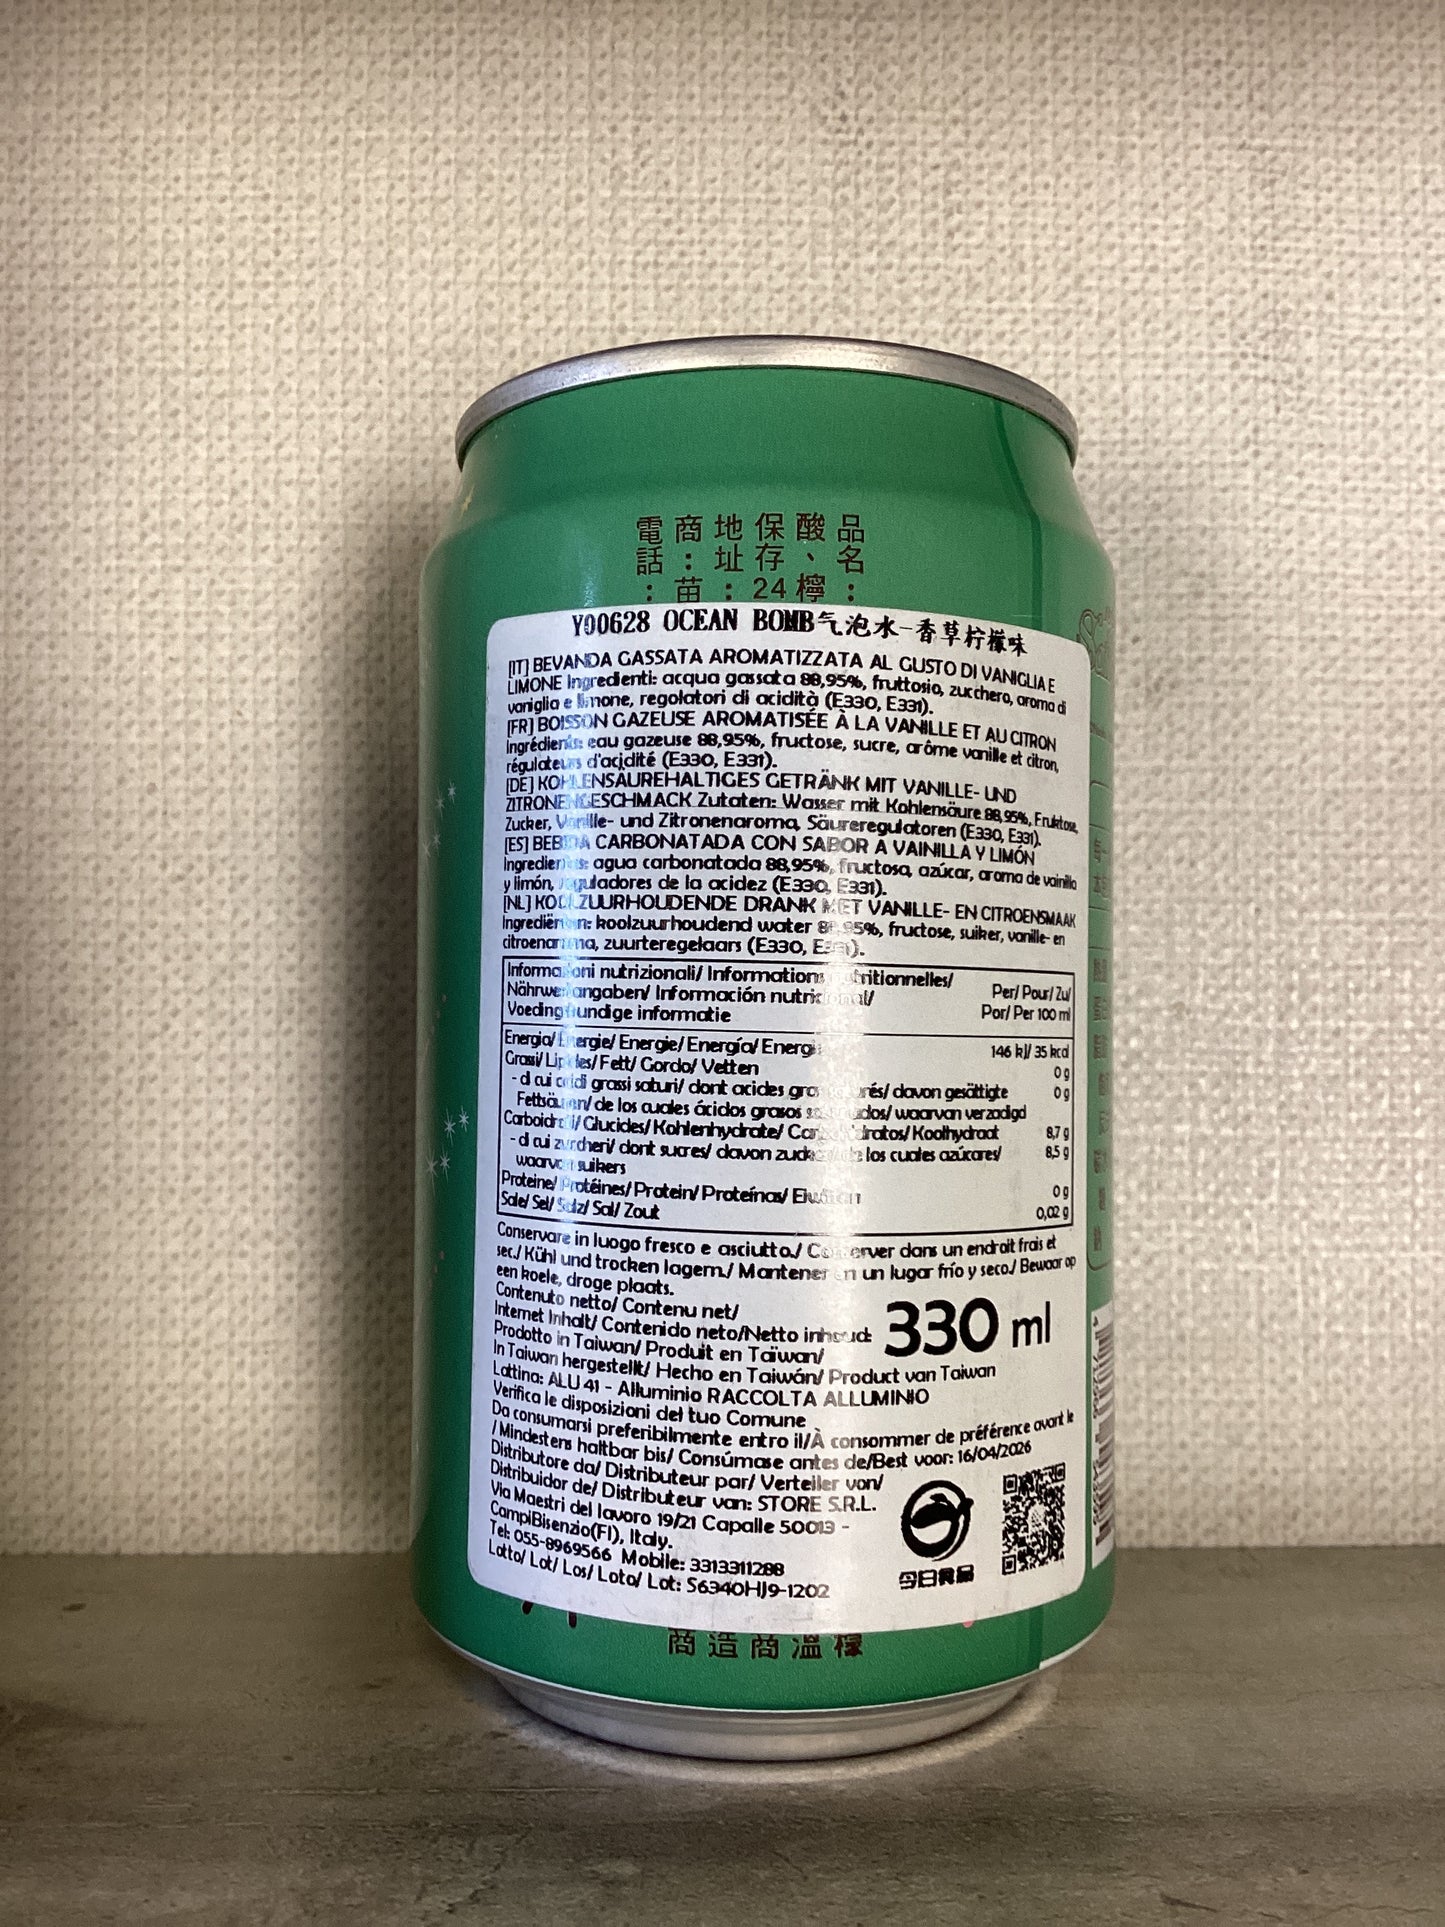 電商地保酸品
話：址存、名
：苗：24檸：
Y00628 OCEAN BOMB气泡水-香草柠檬味
[IT] BEVANDA GASSATA AROMATIZZATA AL GUSTO DI VANIGLIA E
LIMONE Ingredienti: acqua gassata 88,95%, fruttosio, zucchero, aroma di
vaniglia e limone, regolatori di acidità (E330, E331).
[FR] BOISSON GAZEUSE AROMATISÉE À LA VANILLE ET AU CITRON
Ingrédients: eau gazeuse 88,95%, fructose, sucre, arôme vanille et citron,
régulateurs d'acidité (E330, E331).
[DE] KOHLENSÄUREHALTIGES GETRÄNK MIT VANILLE- UND
ZITRONENGESCHMACK Zutaten: Wasser mit Kohlensäure 88,95%, Fruktose,
Zucker, Vanille- und Zitronenaroma, Säureregulatoren (E330, E331).
[ES] BEBIDA CARBONATADA CON SABOR A VAINILLA Y LIMÓN
Ingredientes: agua carbonatada 88,95%, fructosa, azúcar, aroma de vainilla
y limón, reguladores de la acidez (E330, E331).
[NL] KOOLZUURHOUDENDE DRANK MET VANILLE- EN CITROENSMAAK
Ingrediënten: koolzuurhoudend water 88,95%, fructose, suiker, vanille- en
citroenaroma, zuurteregelaars (E330, E331).
Informazioni nutrizionali/ Informations nutritionnelles/
Nährwertangaben/ Información nutricional/ Per/ Pour/ Zu/
Voedingkundige informatie Por/ Per 100 ml
Energia/ Énergie/ Energie/ Energía/ Energie 146 kJ/ 35 kcal
Grassi/ Lipides/ Fett/ Gordo/ Vetten 0 g
- di cui acidi grassi saturi/ dont acides gras saturés/ davon gesättigte 0 g
Fettsäuren/ de los cuales ácidos grasos saturados/ waarvan verzadigd
Carboidrati/ Glucides/ Kohlenhydrate/ Carbohidratos/ Koolhydraat 8,7 g
- di cui zuccheri/ dont sucres/ davon zucker/ de los cuales azúcares/ 8,5 g
waarvan suikers
Proteine/ Protéines/ Protein/ Proteínas/ Eiwitten 0 g
Sale/ Sel/ Salz/ Sal/ Zout 0,02 g
Conservare in luogo fresco e asciutto./ Conserver dans un endroit frais et
sec./ Kühl und trocken lagern./ Mantener en un lugar frío y seco./ Bewaar op
een koele, droge plaats.
Contenuto netto/ Contenu net/
Internet Inhalt/ Contenido neto/Netto inhoud: 330 ml
Prodotto in Taiwan/ Produit en Taïwan/
In Taiwan hergestellt/ Hecho en Taiwán/ Product van Taiwan
Lattina: ALU 41 - Alluminio RACCOLTA ALLUMINIO
Verifica le disposizioni del tuo Comune
Da consumarsi preferibilmente entro il/À consommer de préférence avant le
/ Mindestens haltbar bis/ Consúmase antes de/Best voor: 16/04/2026
Distributore da/ Distributeur par/ Verteiler von/
Distribuidor de/ Distributeur van: STORE S.R.L.
Via Maestri del lavoro 19/21 Capalle 50013 -
CampiBisenzio(FI), Italy.
Tel: 055-8969566 Mobile: 3313311288
Lotto/ Lot/ Los/ Lota/ Lot: S6340HJ9-1202
今日食品
商造商溫檬